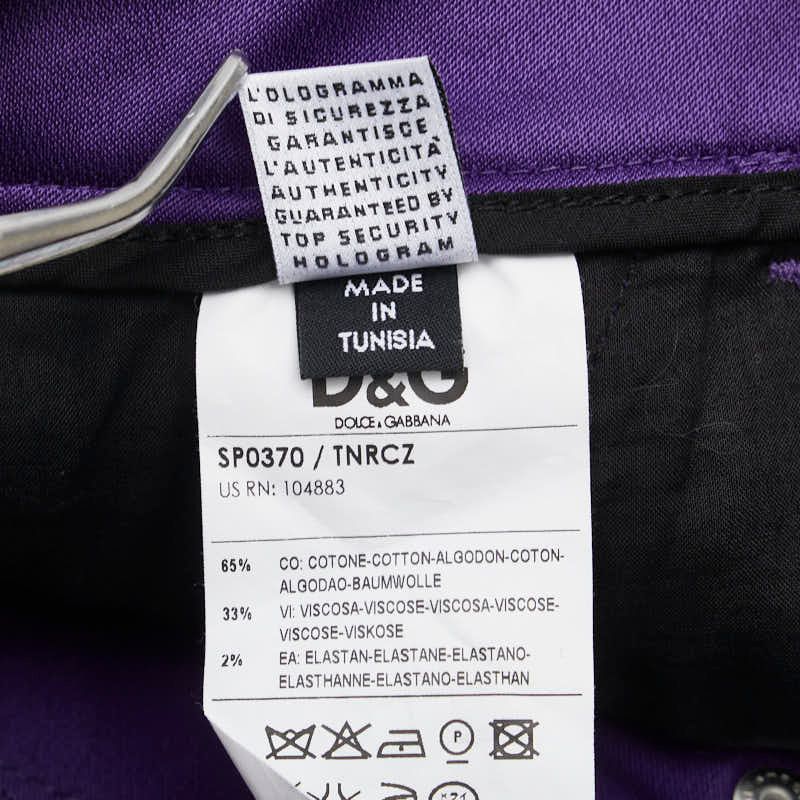 L'OLOGRAMMA
DI SICUREZZA
GARANTISCE
L'AUTENTICITÀ
AUTHENTICITY
GUARANTEED BY
TOP SECURITY
HOLOGRAM
MADE
IN
TUNISIA
D&G
DOLCE&GABBANA
SP0370 / TNRCZ
US RN: 104883
65% CO: COTONE-COTTON-ALGODON-COTON-
ALGODAO-BAUMWOLLE
33% VI: VISCOSA-VISCOSE-VISCOSA-VISCOSE-
VISCOSE-VISKOSE
2% EA: ELASTAN-ELASTANE-ELASTANO-
ELASTHANNE-ELASTANO-ELASTHAN
P